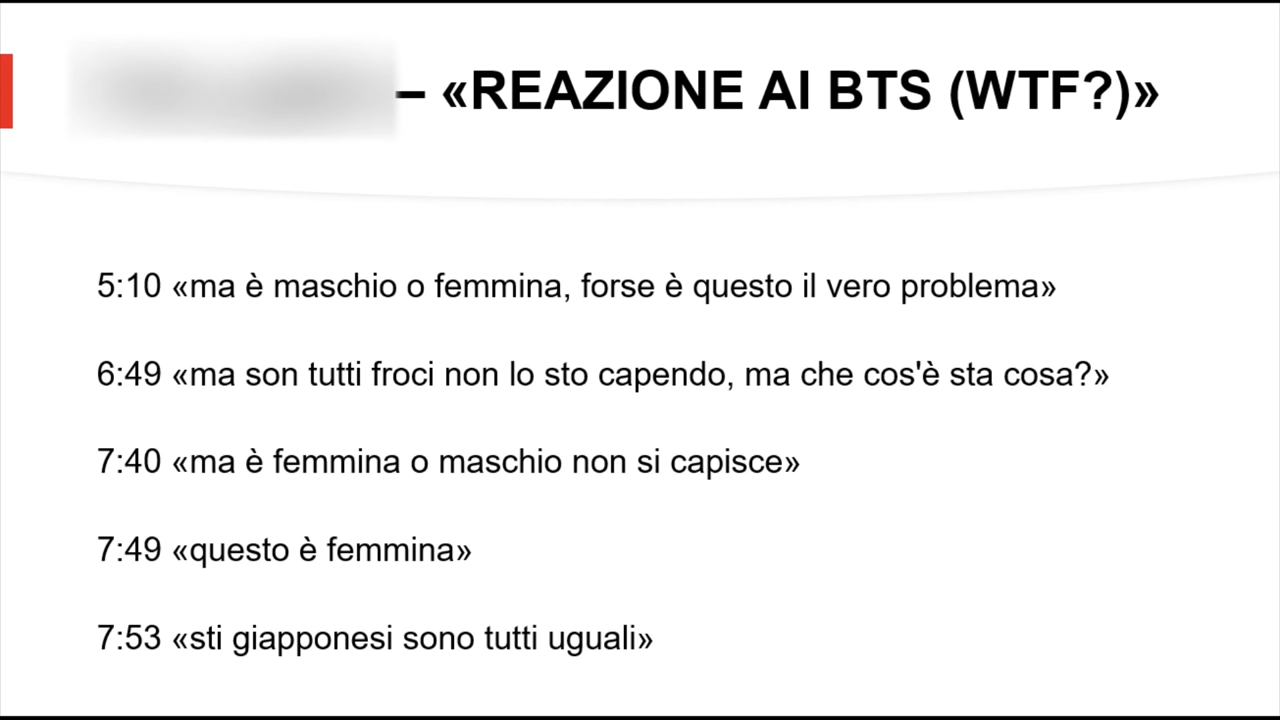 – «REAZIONE AI BTS (WTF?)»
5:10 «ma è maschio o femmina, forse è questo il vero problema»
6:49 «ma son tutti froci non lo sto capendo, ma che cos'è sta cosa?»
7:40 «ma è femmina o maschio non si capisce»
7:49 «questo è femmina»
7:53 «sti giapponesi sono tutti uguali»